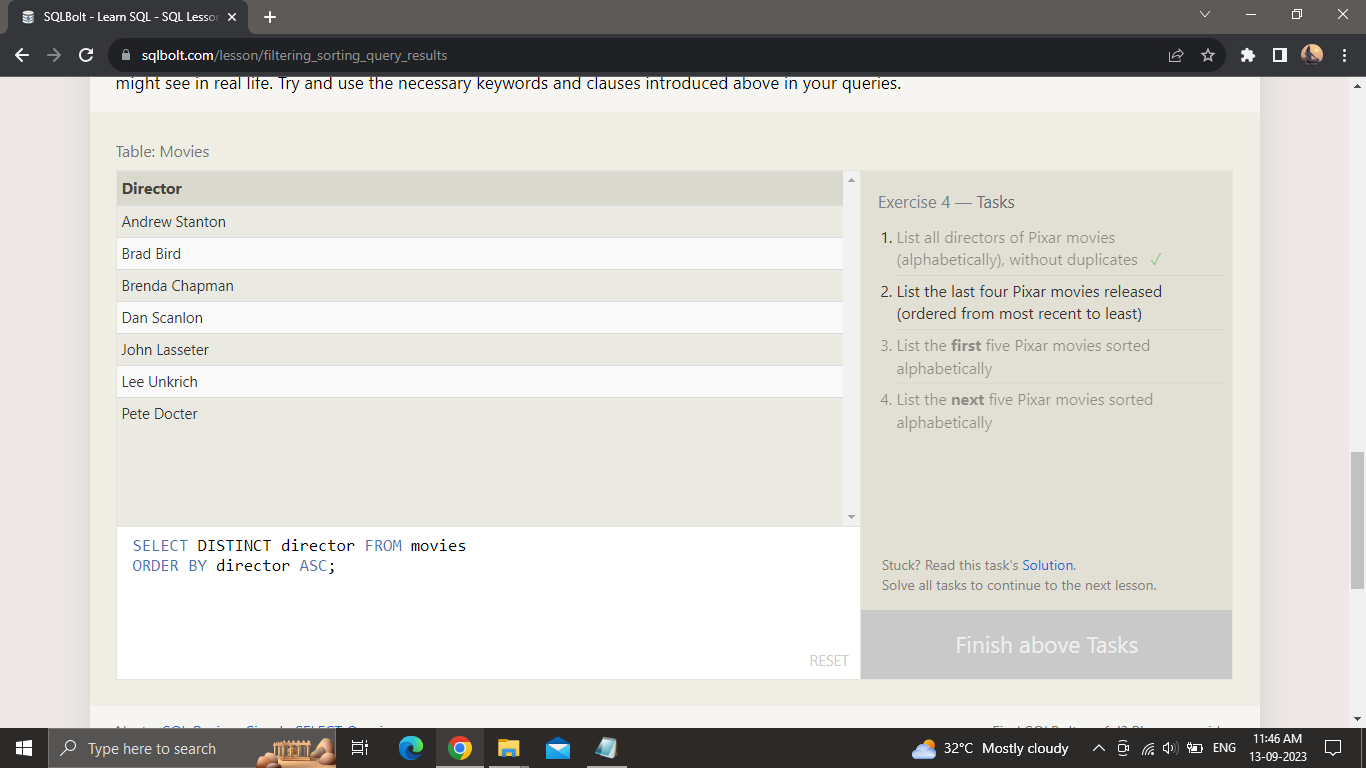 SQLBolt - Learn SQL - SQL Lesso
sqlbolt.com/lesson/filtering_sorting_query_results
might see in real life. Try and use the necessary keywords and clauses introduced above in your queries.
Table: Movies
Director
Andrew Stanton
Brad Bird
Brenda Chapman
Dan Scanlon
John Lasseter
Lee Unkrich
Pete Docter
SELECT DISTINCT director FROM movies
ORDER BY director ASC;
RESET
Exercise 4 — Tasks
1. List all directors of Pixar movies
(alphabetically), without duplicates ✓
2. List the last four Pixar movies released
(ordered from most recent to least)
3. List the first five Pixar movies sorted
alphabetically
4. List the next five Pixar movies sorted
alphabetically
Stuck? Read this task's Solution.
Solve all tasks to continue to the next lesson.
Finish above Tasks
Type here to search
32°C Mostly cloudy
ENG
11:46 AM
13-09-2023